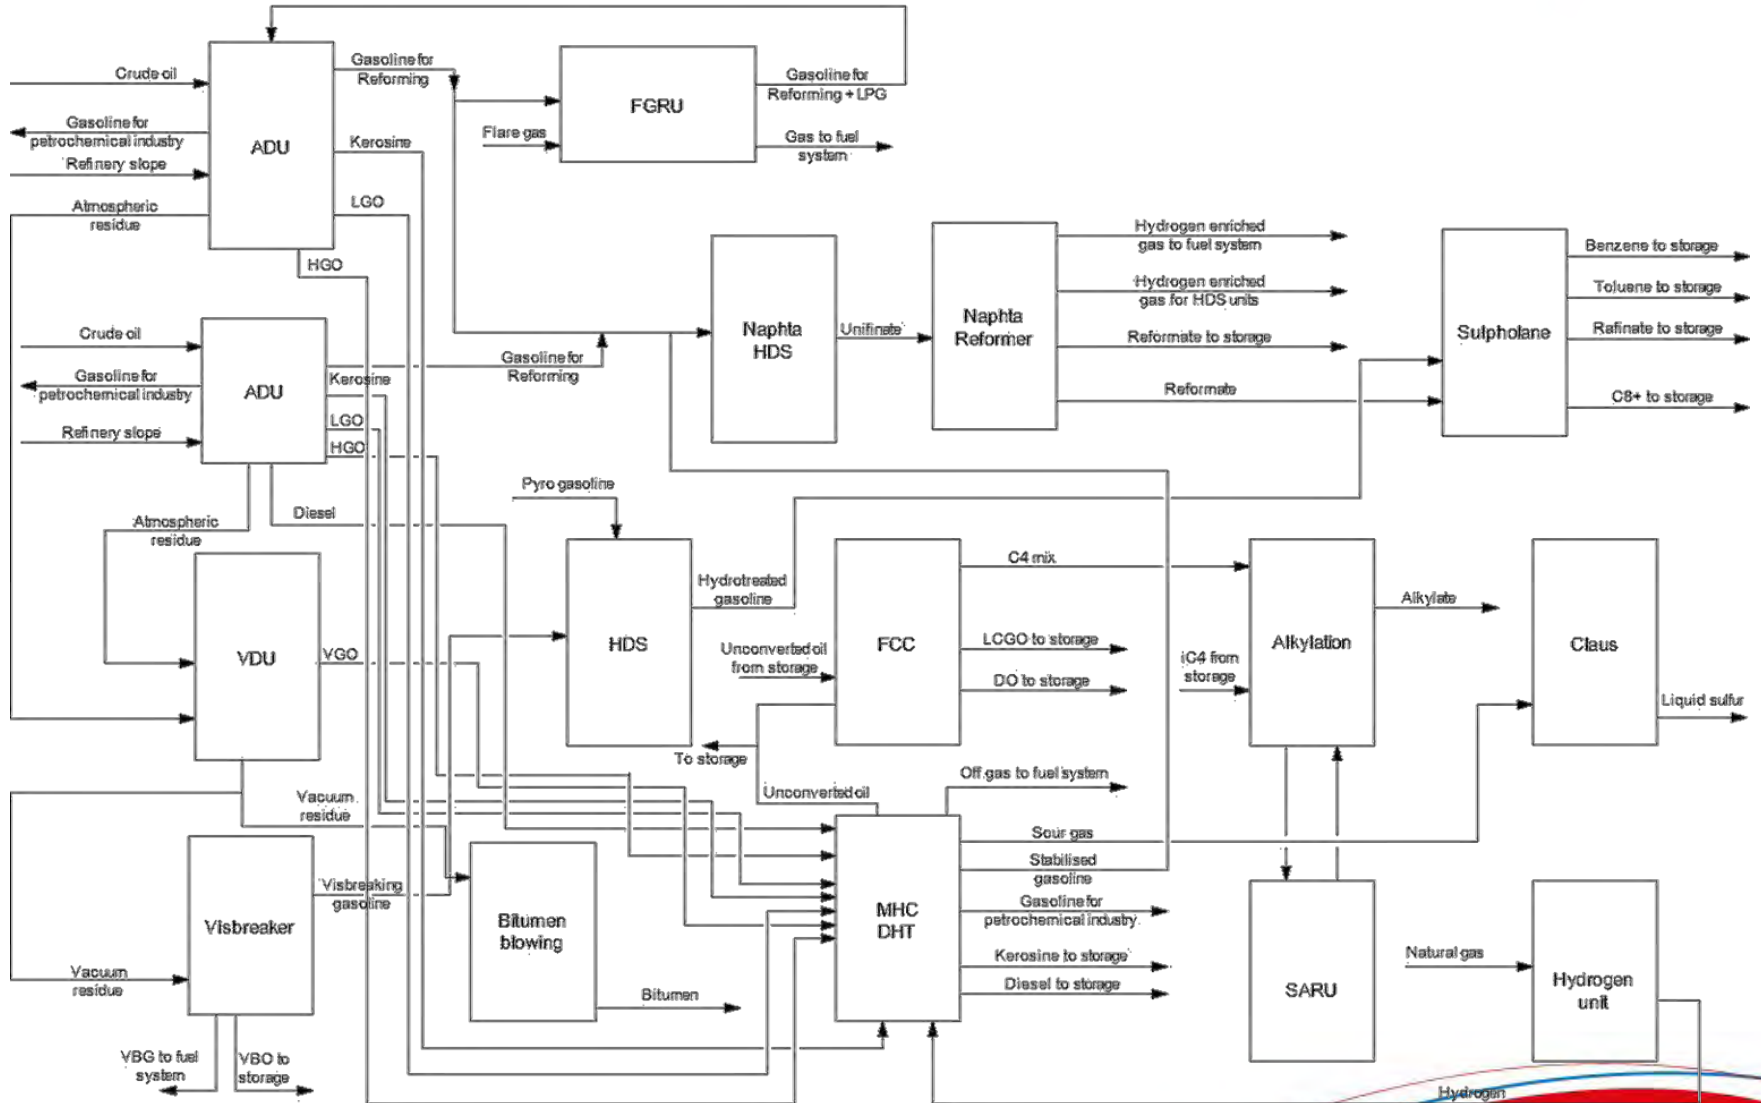 Crude oil
Gasoline for
petrochemical industry
Refinery slope
Atmospheric
residue
ADU
Gasoline for
Reforming
Kerosine
LGO
HGO
Flare gas
FGRU
Gasoline for
Reforming + LPG
Gas to fuel
system
Crude oil
Gasoline for
petrochemical industry
Refinery slope
ADU
Kerosine
LGO
HGO
Gasoline for
Reforming
Naphta
HDS
Unifinate
Naphta
Reformer
Hydrogen enriched
gas to fuel system
Hydrogen enriched
gas for HDS units
Reformate to storage
Reformate
Sulpholane
Benzene to storage
Toluene to storage
Rafinate to storage
C8+ to storage
Atmospheric
residue
Diesel
Pyro gasoline
VDU
VGO
HDS
Hydrotreated
gasoline
Unconverted oil
from storage
To storage
Unconverted oil
FCC
C4 mix
LCGO to storage
DO to storage
iC4 from
storage
Alkylation
Alkylate
Claus
Liquid sulfur
Vacuum
residue
Vacuum
residue
Visbreaker
Visbreaking
gasoline
VBG to fuel
system
VBO to
storage
Bitumen
blowing
Bitumen
MHC
DHT
Off gas to fuel system
Sour gas
Stabilised
gasoline
Gasoline for
petrochemical industry
Kerosine to storage
Diesel to storage
SARU
Natural gas
Hydrogen
unit
Hydrogen